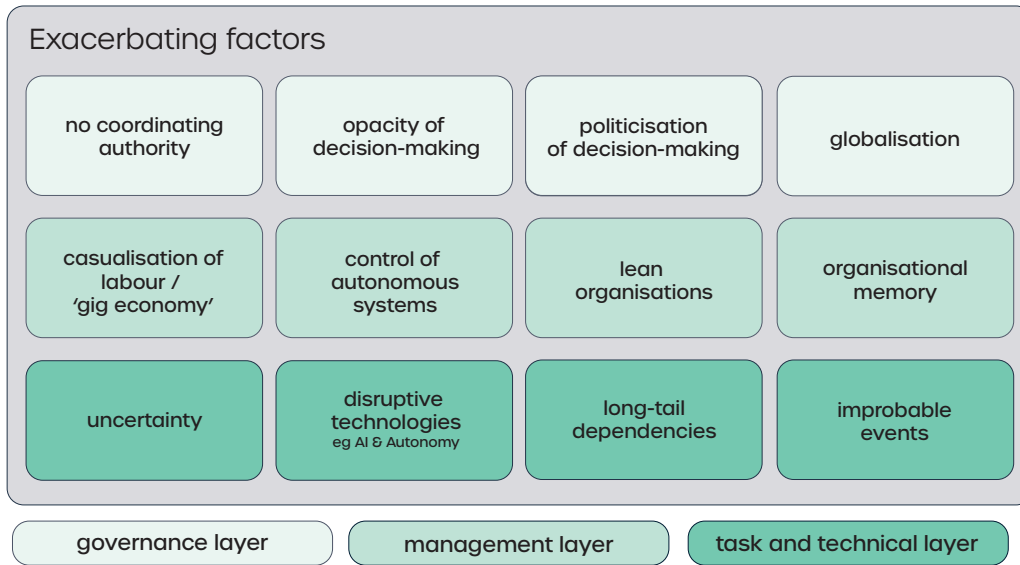 Exacerbating factors
no coordinating
authority
opacity of
decision-making
politicisation
of decision-making
globalisation
casualisation of
labour /
‘gig economy’
control of
autonomous
systems
lean
organisations
organisational
memory
uncertainty
disruptive
technologies
eg AI & Autonomy
long-tail
dependencies
improbable
events
governance layer
management layer
task and technical layer